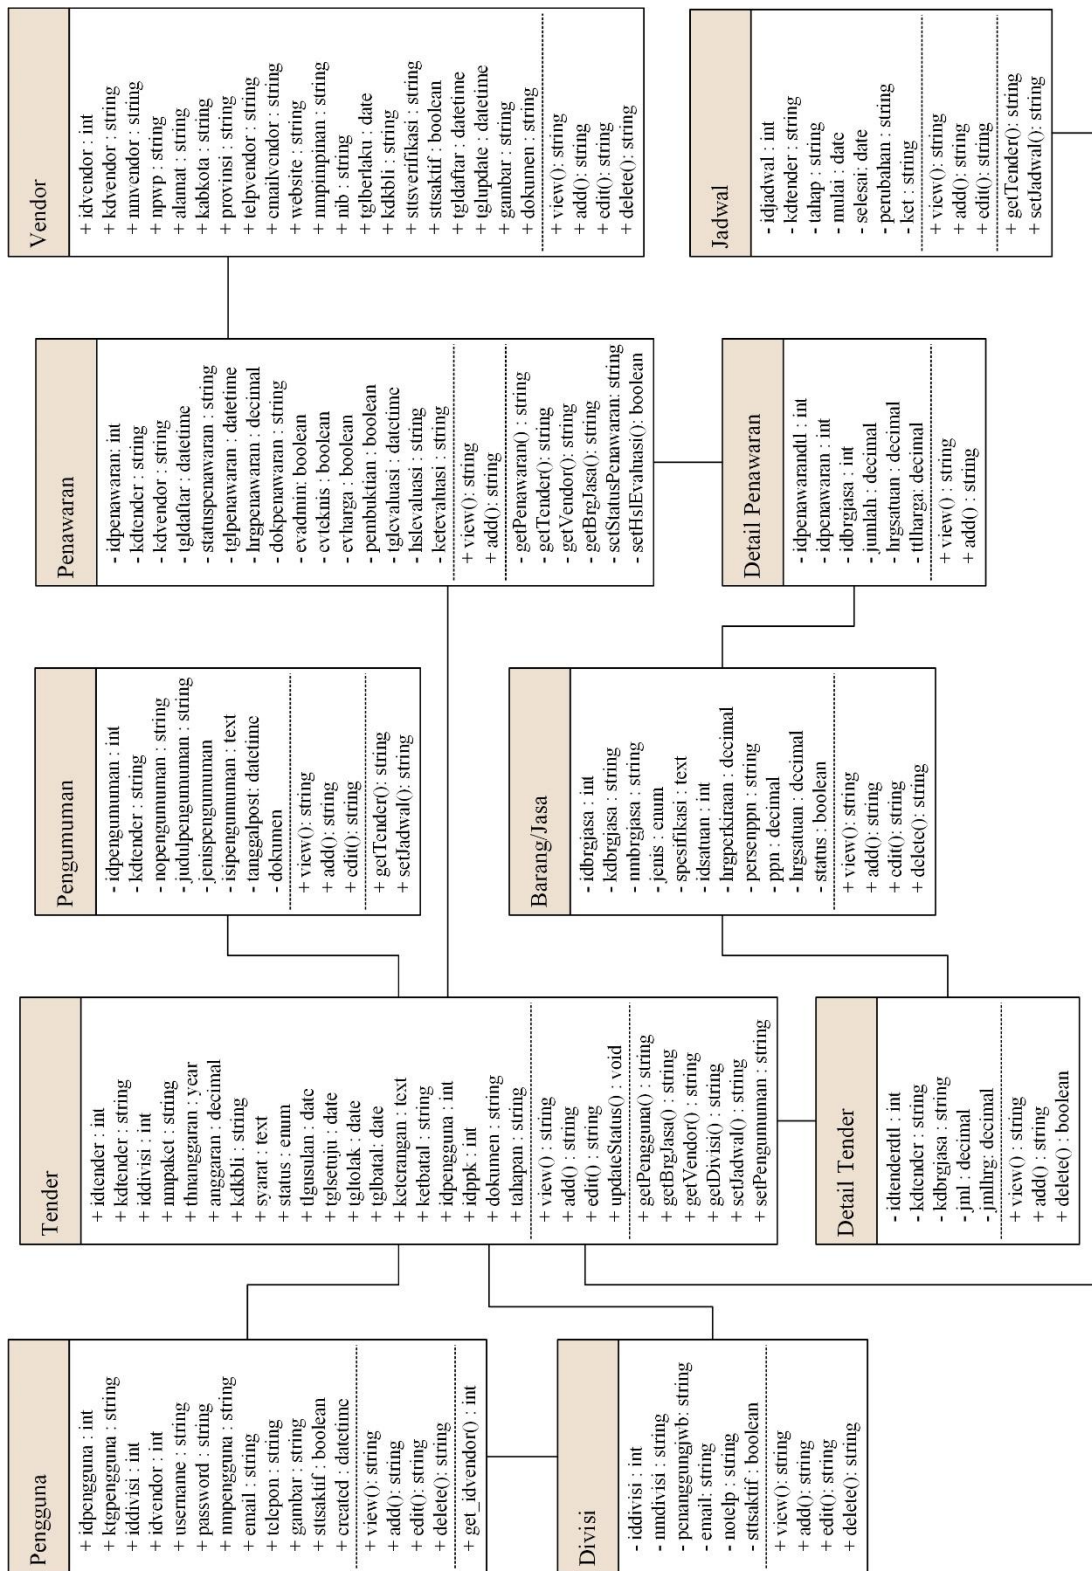 Pengguna
+ idpengguna : int
+ ktgpengguna : string
+ iddivisi : int
+ idvendor : int
+ username : string
+ password : string
+ nmpengguna : string
+ email : string
+ telepon : string
+ gambar : string
+ sttsaktif : boolean
+ created : datetime
+ view(): string
+ add(): string
+ edit(): string
+ delete(): string
+ get_idvendor() : int
Divisi
- iddivisi : int
- nmdivisi : string
- penanggungjwb: string
- email: string
- notelp : string
- sttsaktif : boolean
+ view(): string
+ add(): string
+ edit(): string
+ delete(): string
Tender
+ idtender : int
+ kdtender : string
+ iddivisi : int
+ nmpaket : string
+ thnanggaran : year
+ anggaran : decimal
+ kdkbli : string
+ syarat : text
+ status : enum
+ tlgusulan : date
+ tglsetuju : date
+ tgltolak : date
+ tglbatal : date
+ keterangan : text
+ ketbatal : string
+ idpengguna : int
+ idppk : int
+ dokumen : string
+ tahapan : string
+ view() : string
+ add() : string
+ edit() : string
+ updateStatus() : void
+getPengguna() : string
+getBrgJasa() : string
+getVendor() : string
+getDivisi() : string
+ setJadwal() : string
+ setPengumuman : string
Detail Tender
- idtenderdtl : int
- kdtender : string
- kdbrgjasa : string
- jml : decimal
- jmlhrg: decimal
+ view() : string
+ add() : string
+ delete() : boolean
Pengumuman
- idpengumuman : int
- kdtender : string
- nopengumuman : string
- judulpengumuman : string
- jenispengumuman
- isipengumuman : text
- tanggalpost: datetime
- dokumen
+ view(): string
+ add(): string
+ edit(): string
+ getTender(): string
+ setJadwal() : string
Barang/Jasa
- idbrgjasa : int
- kdbrgjasa : string
- nmbrgjasa : string
- jenis : enum
- spesifikasi : text
- idsatuan : int
- hrgperkiraan : decimal
- persenppn : string
- ppn : decimal
- hrgsatuan : decimal
- status : boolean
+ view(): string
+ add(): string
+ edit(): string
+ delete(): string
Penawaran
- idpenawaran: int
- kdtender : string
- kdvendor : string
- tgldaftar : datetime
- statuspenawaran : string
- tglpenawaran : datetime
- hrgpenawaran : decimal
- dokpenawaran : string
- evadmin: boolean
- evteknis : boolean
- evharga : boolean
- pembuktian : boolean
- tglevaluasi : datetime
- hslevaluasi : string
- ketevaluasi : string
+ view() : string
+ add(): string
- getPenawaran() : string
- getTender(): string
- getVendor(): string
- getBrgJasa(): string
- setStatusPenawaran: string
- setHslEvaluasi(): boolean
Detail Penawaran
- idpenawarandtl : int
- idpenawaran : int
- idbrgjasa : int
- jumlah : decimal
- hrgsatuan : decimal
- ttlharga: decimal
+ view() : string
+ add() : string
Vendor
+ idvendor : int
+ kdvendor : string
+ nmvendor : string
+ npwp : string
+ alamat : string
+ kabkota : string
+ provinsi : string
+ telpvendor : string
+ emailvendor : string
+ website : string
+ nmpimpinan : string
+ nib : string
+ tglberlaku : date
+ kdkbli : string
+ sttsverifikasi : string
+ sttsaktif : boolean
+ tgldaftar : datetime
+ tglupdate : datetime
+ gambar : string
+ dokumen : string
+ view(): string
+ add(): string
+ edit(): string
+ delete(): string
Jadwal
- idjadwal : int
- kdtender : string
- tahap : string
- mulai : date
- selesai: date
- perubahan : string
- ket : string
+ view(): string
+ add(): string
+ edit(): string
+ getTender(): string
+ setJadwal(): string